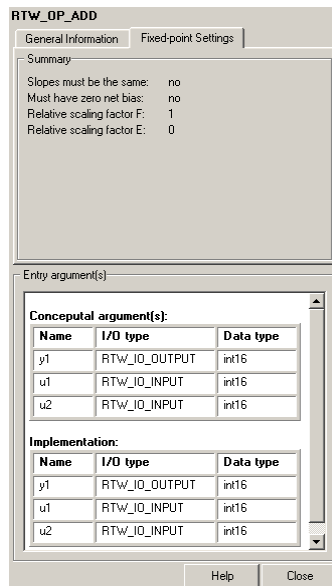 RTW_OP_ADD
General Information Fixed-point Settings
Summary
Slopes must be the same: no
Must have zero net bias: no
Relative scaling factor F: 1
Relative scaling factor E: 0
Entry argument(s)
Conceputal argument(s):
Name I/O type Data type
y1 RTW_IO_OUTPUT int16
u1 RTW_IO_INPUT int16
u2 RTW_IO_INPUT int16
Implementation:
Name I/O type Data type
y1 RTW_IO_OUTPUT int16
u1 RTW_IO_INPUT int16
u2 RTW_IO_INPUT int16
Help Close